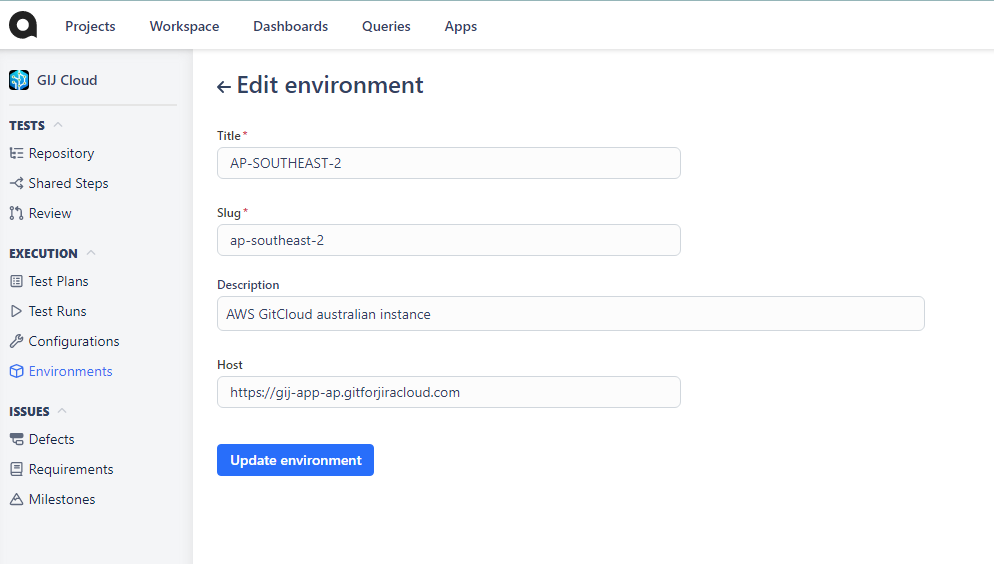 Projects Workspace Dashboards Queries Apps
GIJ Cloud
TESTS
Repository
Shared Steps
Review
EXECUTION
Test Plans
Test Runs
Configurations
Environments
ISSUES
Defects
Requirements
Milestones
← Edit environment
Title*
AP-SOUTHEAST-2
Slug*
ap-southeast-2
Description
AWS GitCloud australian instance
Host
https://gij-app-ap.gitforjiracloud.com
Update environment